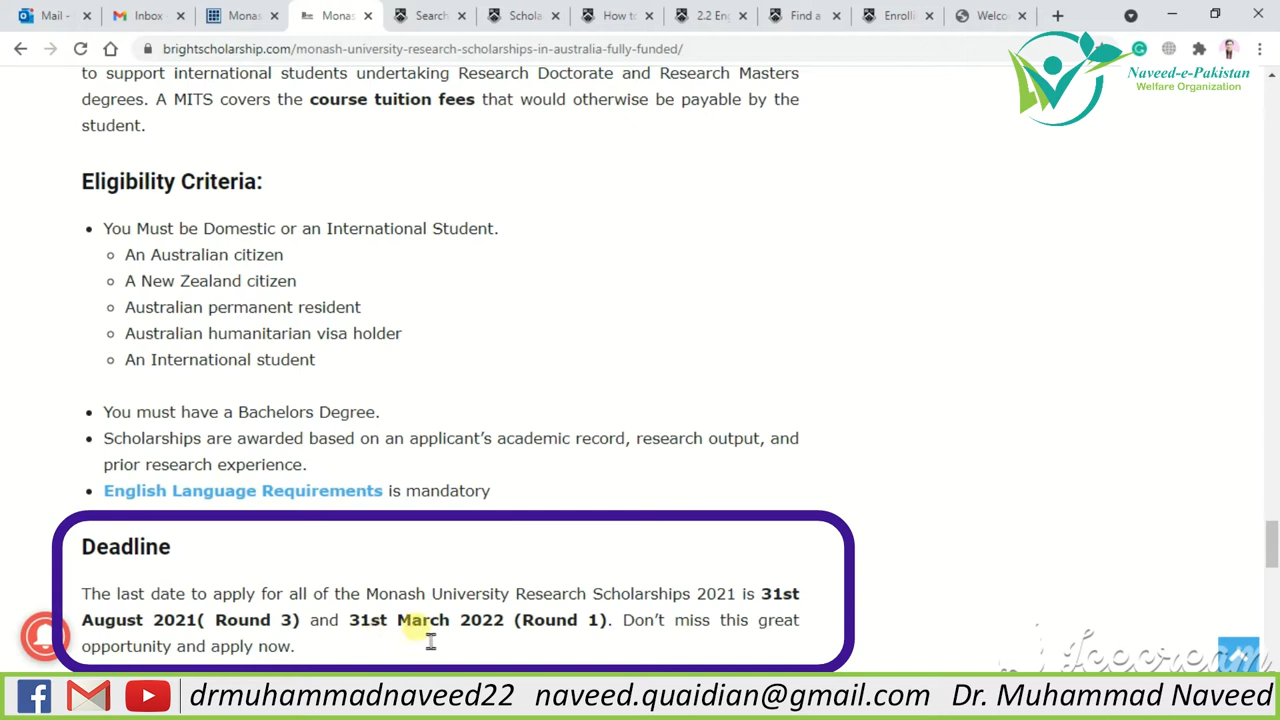 Mail -
Inbox
Monas
Monas
Search
Schola
How to
2.2 Eng
Find a
Enrolli
Welco
brightscholarship.com/monash-university-research-scholarships-in-australia-fully-funded/
Naveed-e-Pakistan
Welfare Organization
to support international students undertaking Research Doctorate and Research Masters
degrees. A MITS covers the course tuition fees that would otherwise be payable by the
student.
Eligibility Criteria:
You Must be Domestic or an International Student.
An Australian citizen
A New Zealand citizen
Australian permanent resident
Australian humanitarian visa holder
An International student
You must have a Bachelors Degree.
Scholarships are awarded based on an applicant’s academic record, research output, and
prior research experience.
English Language Requirements is mandatory
Deadline
The last date to apply for all of the Monash University Research Scholarships 2021 is 31st
August 2021( Round 3) and 31st March 2022 (Round 1). Don’t miss this great
opportunity and apply now.
Icecream
drmuhammadnaveed22 naveed.quaidian@gmail.com Dr. Muhammad Naveed